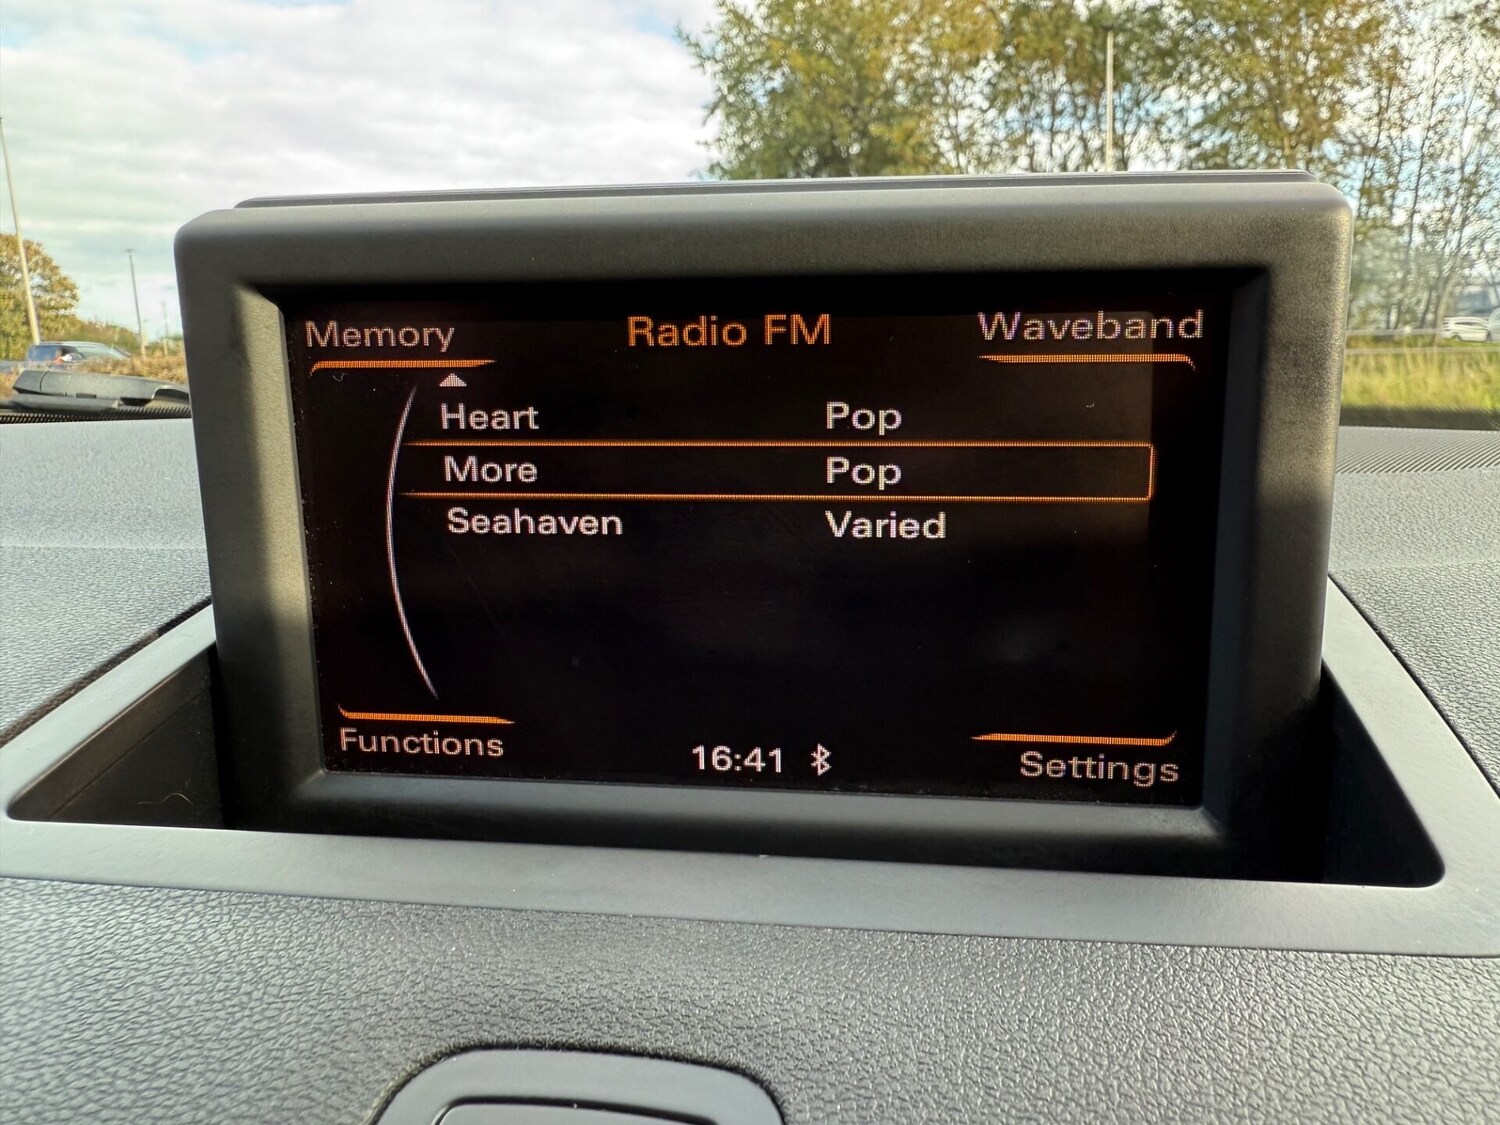 Memory Radio FM Waveband
Heart Pop
More Pop
Seahaven Varied
Functions 16:41 Settings